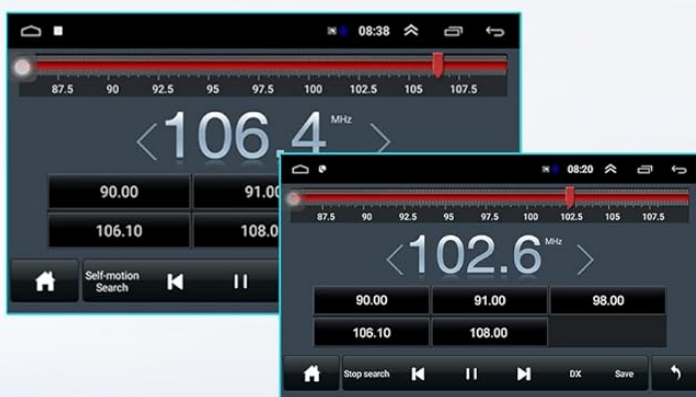 08:38
87.5 90 92.5 95 97.5 100 102.5 105 107.5
106.4 MHz
90.00 91.00
106.10 108.0
Self-motion
Search
08:20
87.5 90 92.5 95 97.5 100 102.5 105 107.5
102.6 MHz
90.00 91.00 98.00
106.10 108.00
Stop search DX Save